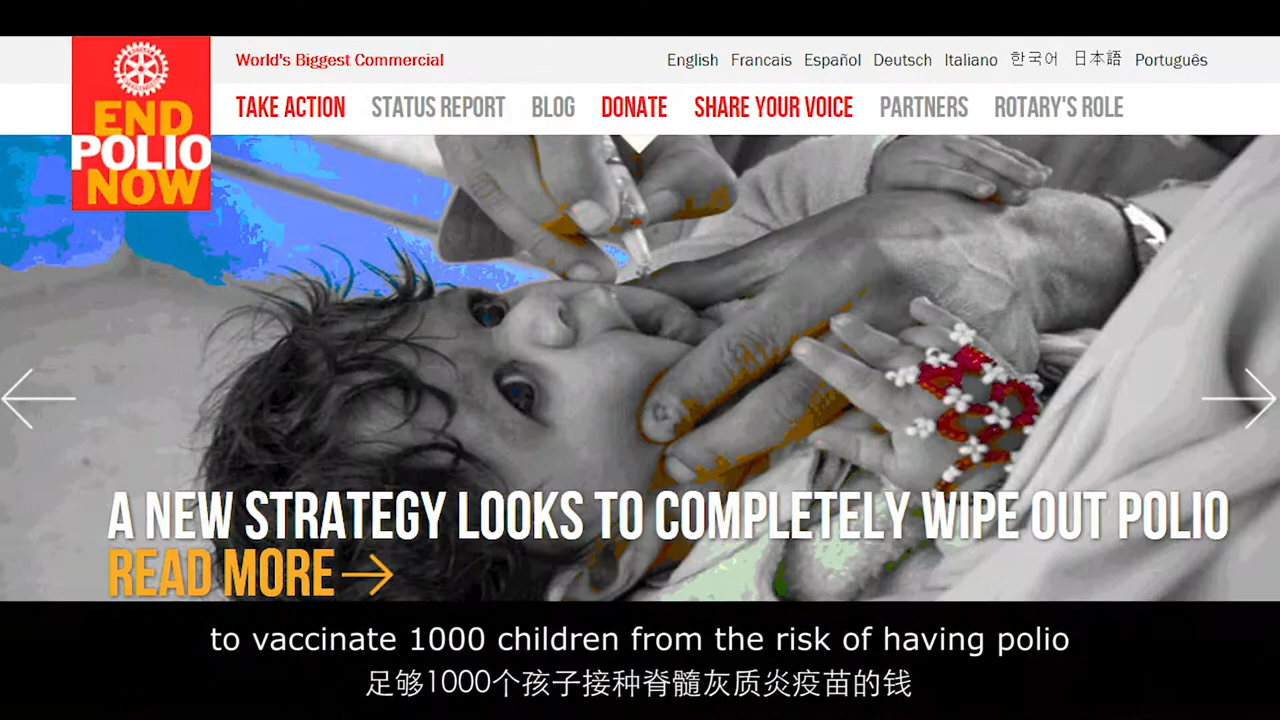 World's Biggest Commercial
English Francais Español Deutsch Italiano 한국어 日本語 Português
END
POLIO
NOW
TAKE ACTION STATUS REPORT BLOG DONATE SHARE YOUR VOICE PARTNERS ROTARY'S ROLE
A NEW STRATEGY LOOKS TO COMPLETELY WIPE OUT POLIO
READ MORE
to vaccinate 1000 children from the risk of having polio
足够1000个孩子接种脊髓灰质炎疫苗的钱